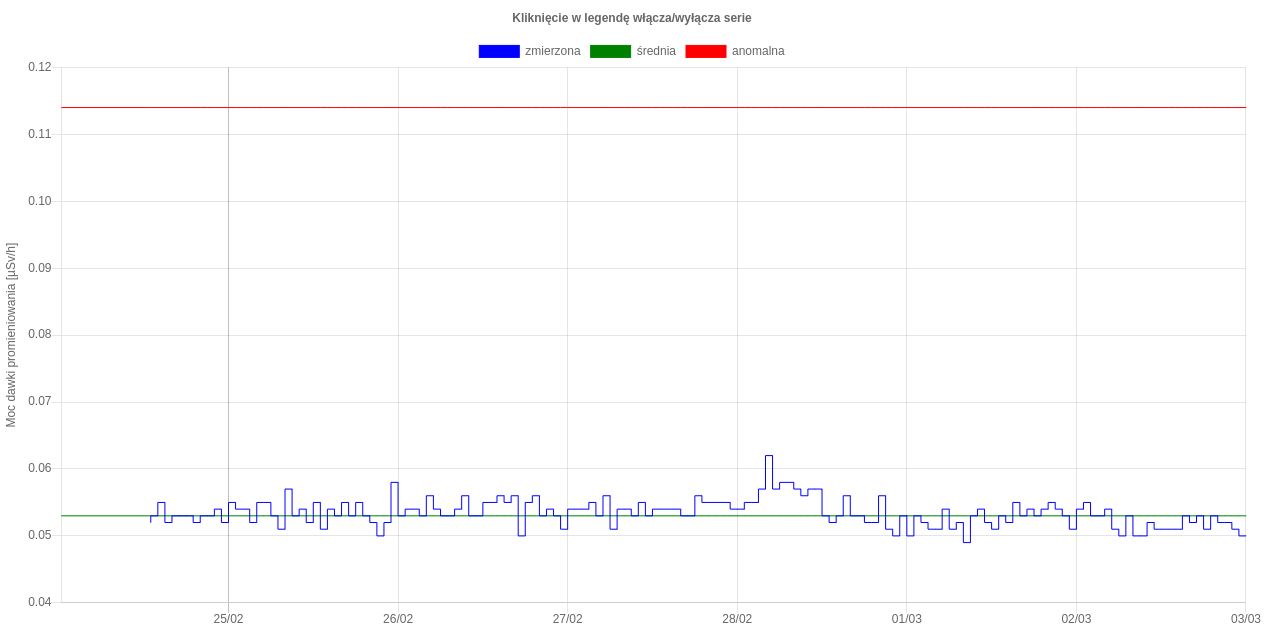 Kliknięcie w legendę włącza/wyłącza serie
zmierzona średnia anomalna
Moc dawki promieniowania [µSv/h]
0.12
0.11
0.10
0.09
0.08
0.07
0.06
0.05
0.04
25/02 26/02 27/02 28/02 01/03 02/03 03/03